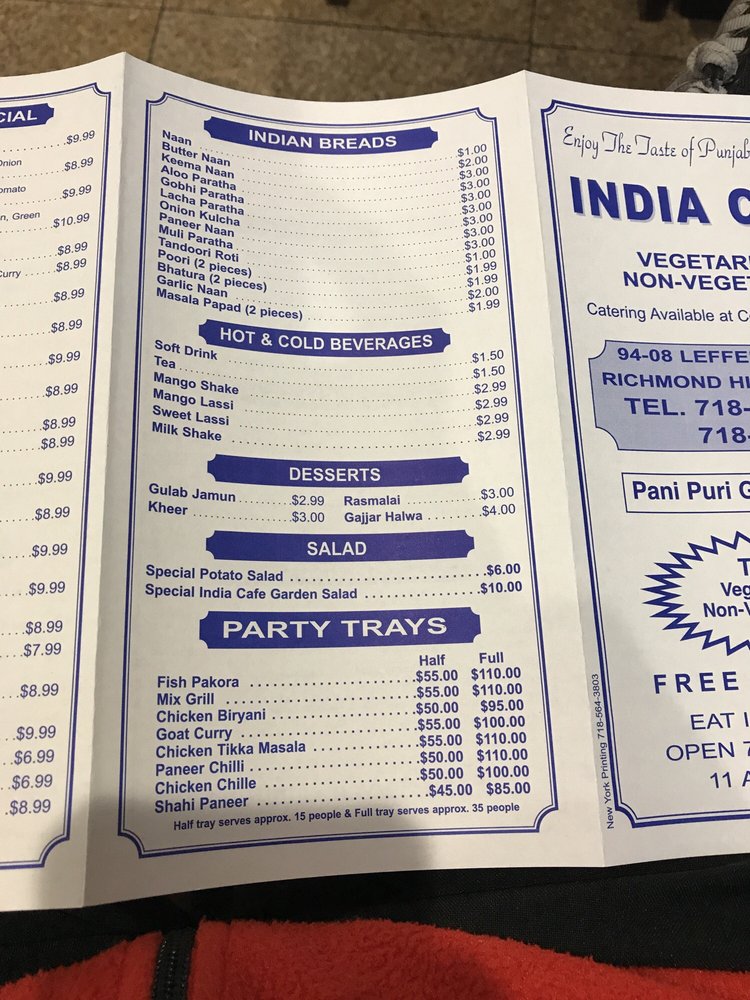 CIAL
$9.99
Onion
$8.99
omato
$9.99
n, Green
$10.99
$8.99
Curry ..$8.99
$8.99
$8.99
$9.99
$8.99
$8.99
$8.99
$9.99
$8.99
$9.99
$9.99
$8.99
$7.99
$8.99
$9.99
$6.99
$6.99
$8.99
INDIAN BREADS
Naan $1.00
Butter Naan $2.00
Keema Naan $3.00
Aloo Paratha $3.00
Gobhi Paratha $3.00
Lacha Paratha $3.00
Onion Kulcha $3.00
Paneer Naan $3.00
Muli Paratha $3.00
Tandoori Roti $1.00
Poori (2 pieces) $1.99
Bhatura (2 pieces) $1.99
Garlic Naan $2.00
Masala Papad (2 pieces) $1.99
HOT & COLD BEVERAGES
Soft Drink $1.50
Tea $1.50
Mango Shake $2.99
Mango Lassi $2.99
Sweet Lassi $2.99
Milk Shake $2.99
DESSERTS
Gulab Jamun $2.99 Rasmalai $3.00
Kheer $3.00 Gajjar Halwa $4.00
SALAD
Special Potato Salad $6.00
Special India Cafe Garden Salad $10.00
PARTY TRAYS
Half Full
Fish Pakora $55.00 $110.00
Mix Grill $55.00 $110.00
Chicken Biryani $50.00 $95.00
Goat Curry $55.00 $100.00
Chicken Tikka Masala $55.00 $110.00
Paneer Chilli $50.00 $110.00
Chicken Chille $50.00 $100.00
Shahi Paneer $45.00 $85.00
Half tray serves approx. 15 people & Full tray serves approx. 35 people
Enjoy The Taste of Punjab
INDIA C
VEGETAR
NON-VEGET
Catering Available at C
94-08 LEFFE
RICHMOND HI
TEL. 718-
718-
Pani Puri G
T
Veg
Non-V
FREE
EAT I
OPEN 7
11 A
New York Printing 718-564-3803